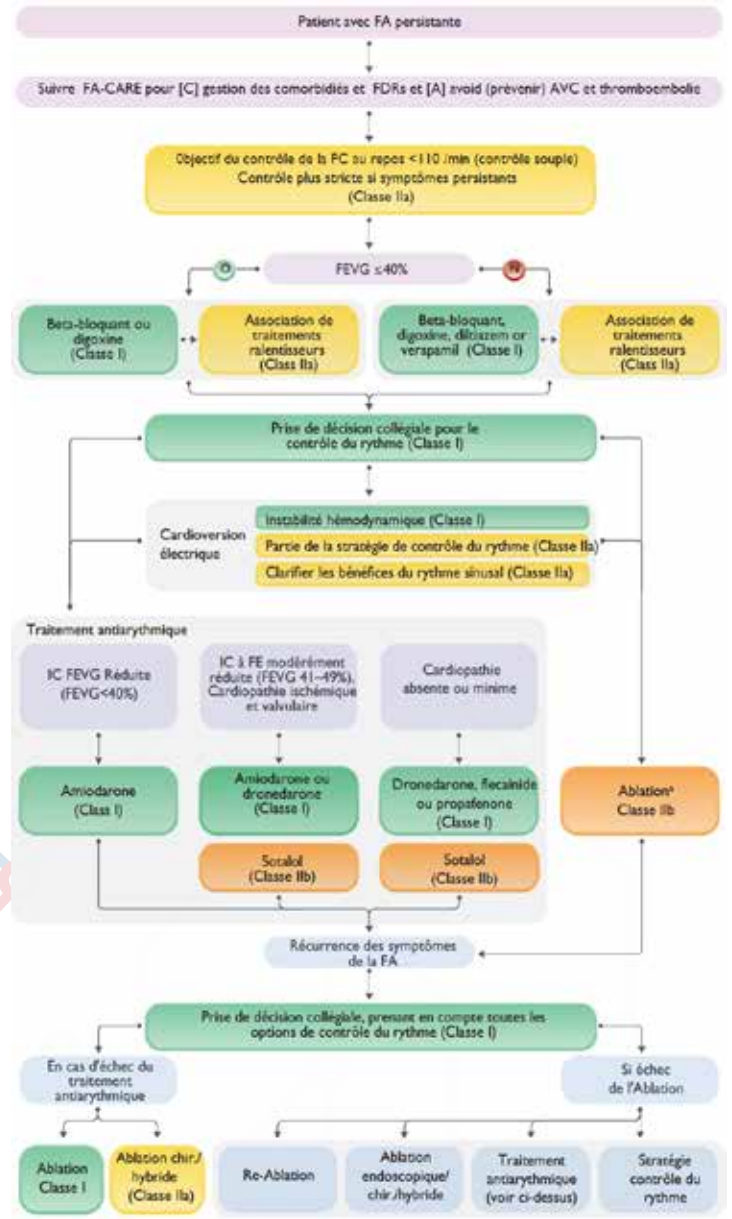 Patient avec FA persistante
Suivre FA-CARE pour [C] gestion des comorbidiés et FDRs et [A] avoid (prévenir) AVC et thromboembolie
Objectif du contrôle de la FC au repos <110 /min (contrôle souple)
Contrôle plus stricte si symptômes persistants
(Classe IIa)
FEVG ≤40%
O
N
Beta-bloquant ou
digoxine
(Classe I)
Association de
traitements
ralentisseurs
(Class IIa)
Beta-bloquant,
digoxine, diltiazem or
verapamil (Classe I)
Association de
traitements
ralentisseurs
(Class IIa)
Prise de décision collégiale pour le
contrôle du rythme (Classe I)
Cardioversion
électrique
Instabilité hémodynamique (Classe I)
Partie de la stratégie de contrôle du rythme (Classe IIa)
Clarifier les bénéfices du rythme sinusal (Classe IIa)
Traitement antiarythmique
IC FEVG Réduite
(FEVG<40%)
IC à FE modérément
réduite (FEVG 41–49%),
Cardiopathie ischémique
et valvulaire
Cardiopathie
absente ou minime
Amiodarone
(Class I)
Amiodarone ou
dronedarone
(Classe I)
Dronedarone, flecainide
ou propafenone
(Classe I)
Ablationᵃ
Classe IIb
Sotalol
(Classe IIb)
Sotalol
(Classe IIb)
Récurrence des symptômes
de la FA
Prise de décision collégiale, prenant en compte toutes les
options de contrôle du rythme (Classe I)
En cas d'échec du
traitement
antiarythmique
Si échec
de l'Ablation
Ablation
Classe I
Ablation chir./
hybride
(Classe IIa)
Re-Ablation
Ablation
endoscopique/
chir./hybride
Traitement
antiarythmique
(voir ci-dessus)
Stratégie
contrôle du
rythme